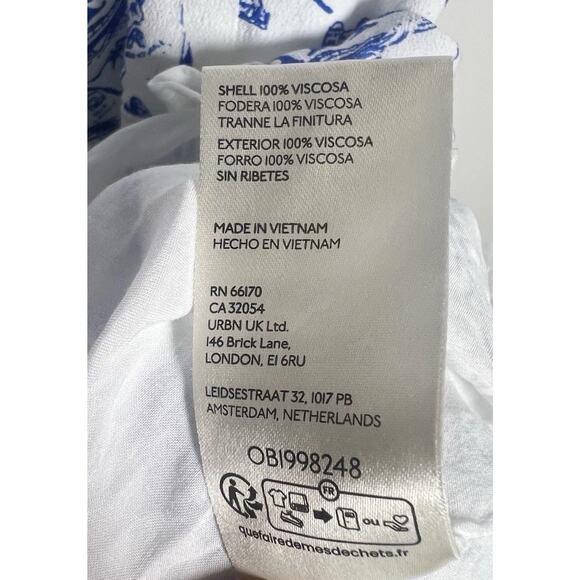 SHELL 100% VISCOSA
FODERA 100% VISCOSA
TRANNE LA FINITURA
EXTERIOR 100% VISCOSA
FORRO 100% VISCOSA
SIN RIBETES
MADE IN VIETNAM
HECHO EN VIETNAM
RN 66170
CA 32054
URBN UK Ltd.
146 Brick Lane,
LONDON, E1 6RU
LEIDSESTRAAT 32, 1017 PB
AMSTERDAM, NETHERLANDS
OB1998248
FR
ou
quefairedemesdechets.fr